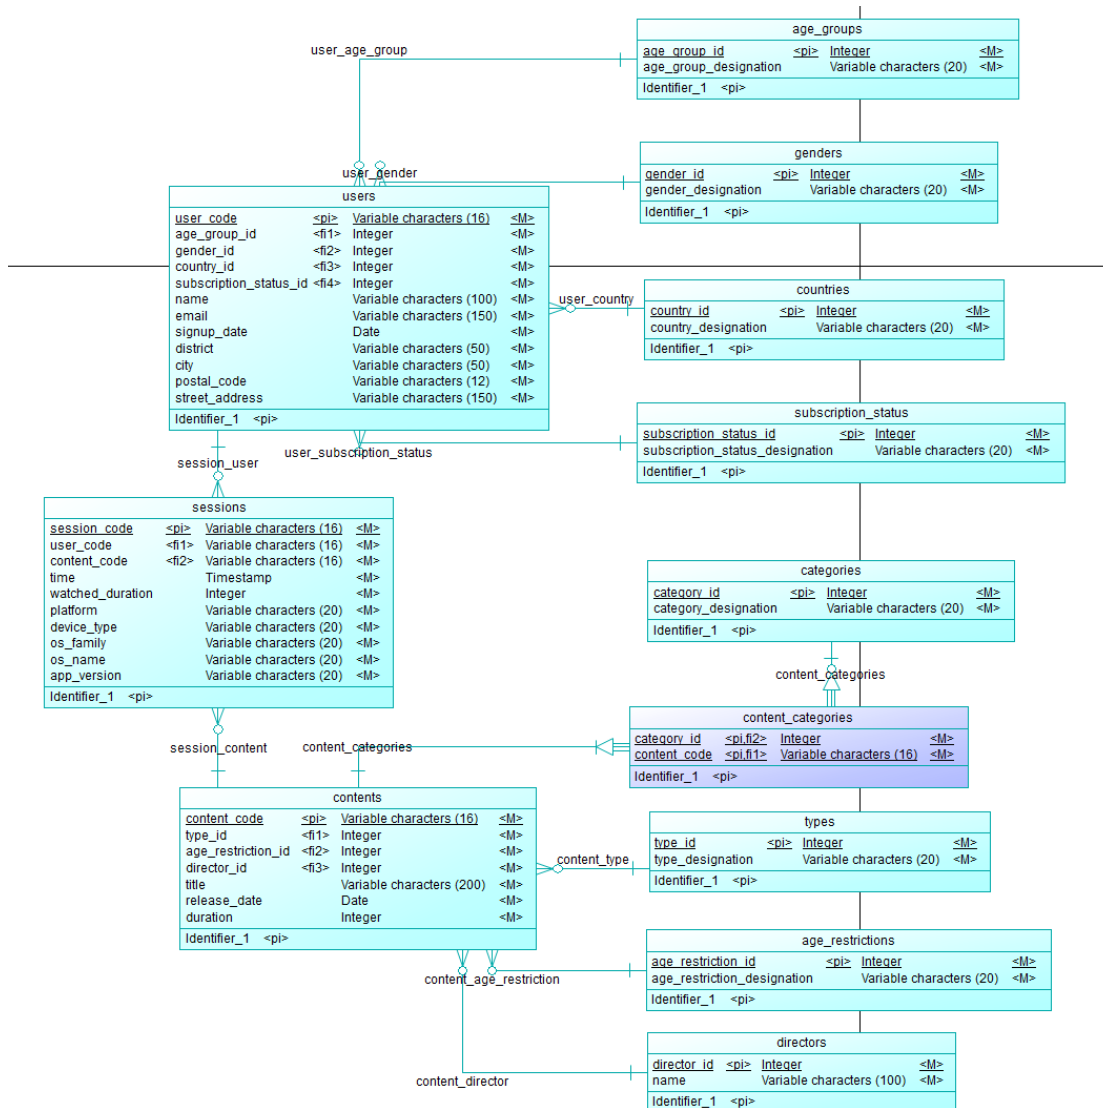 age_groups
age_group_id <pi> Integer <M>
age_group_designation Variable characters (20) <M>
Identifier_1 <pi>
user_age_group
genders
gender_id <pi> Integer <M>
gender_designation Variable characters (20) <M>
Identifier_1 <pi>
user_gender
users
user_code <pi> Variable characters (16) <M>
age_group_id <fi1> Integer <M>
gender_id <fi2> Integer <M>
country_id <fi3> Integer <M>
subscription_status_id <fi4> Integer <M>
name Variable characters (100) <M>
email Variable characters (150) <M>
signup_date Date <M>
district Variable characters (50) <M>
city Variable characters (50) <M>
postal_code Variable characters (12) <M>
street_address Variable characters (150) <M>
Identifier_1 <pi>
user_country
countries
country_id <pi> Integer <M>
country_designation Variable characters (20) <M>
Identifier_1 <pi>
subscription_status
subscription_status_id <pi> Integer <M>
subscription_status_designation Variable characters (20) <M>
Identifier_1 <pi>
user_subscription_status
session_user
sessions
session_code <pi> Variable characters (16) <M>
user_code <fi1> Variable characters (16) <M>
content_code <fi2> Variable characters (16) <M>
time Timestamp <M>
watched_duration Integer <M>
platform Variable characters (20) <M>
device_type Variable characters (20) <M>
os_family Variable characters (20) <M>
os_name Variable characters (20) <M>
app_version Variable characters (20) <M>
Identifier_1 <pi>
categories
category_id <pi> Integer <M>
category_designation Variable characters (20) <M>
Identifier_1 <pi>
content_categories
content_categories
category_id <pi,fi2> Integer <M>
content_code <pi,fi1> Variable characters (16) <M>
Identifier_1 <pi>
session_content
content_categories
contents
content_code <pi> Variable characters (16) <M>
type_id <fi1> Integer <M>
age_restriction_id <fi2> Integer <M>
director_id <fi3> Integer <M>
title Variable characters (200) <M>
release_date Date <M>
duration Integer <M>
Identifier_1 <pi>
content_type
types
type_id <pi> Integer <M>
type_designation Variable characters (20) <M>
Identifier_1 <pi>
age_restrictions
age_restriction_id <pi> Integer <M>
age_restriction_designation Variable characters (20) <M>
Identifier_1 <pi>
content_age_restriction
directors
director_id <pi> Integer <M>
name Variable characters (100) <M>
Identifier_1 <pi>
content_director